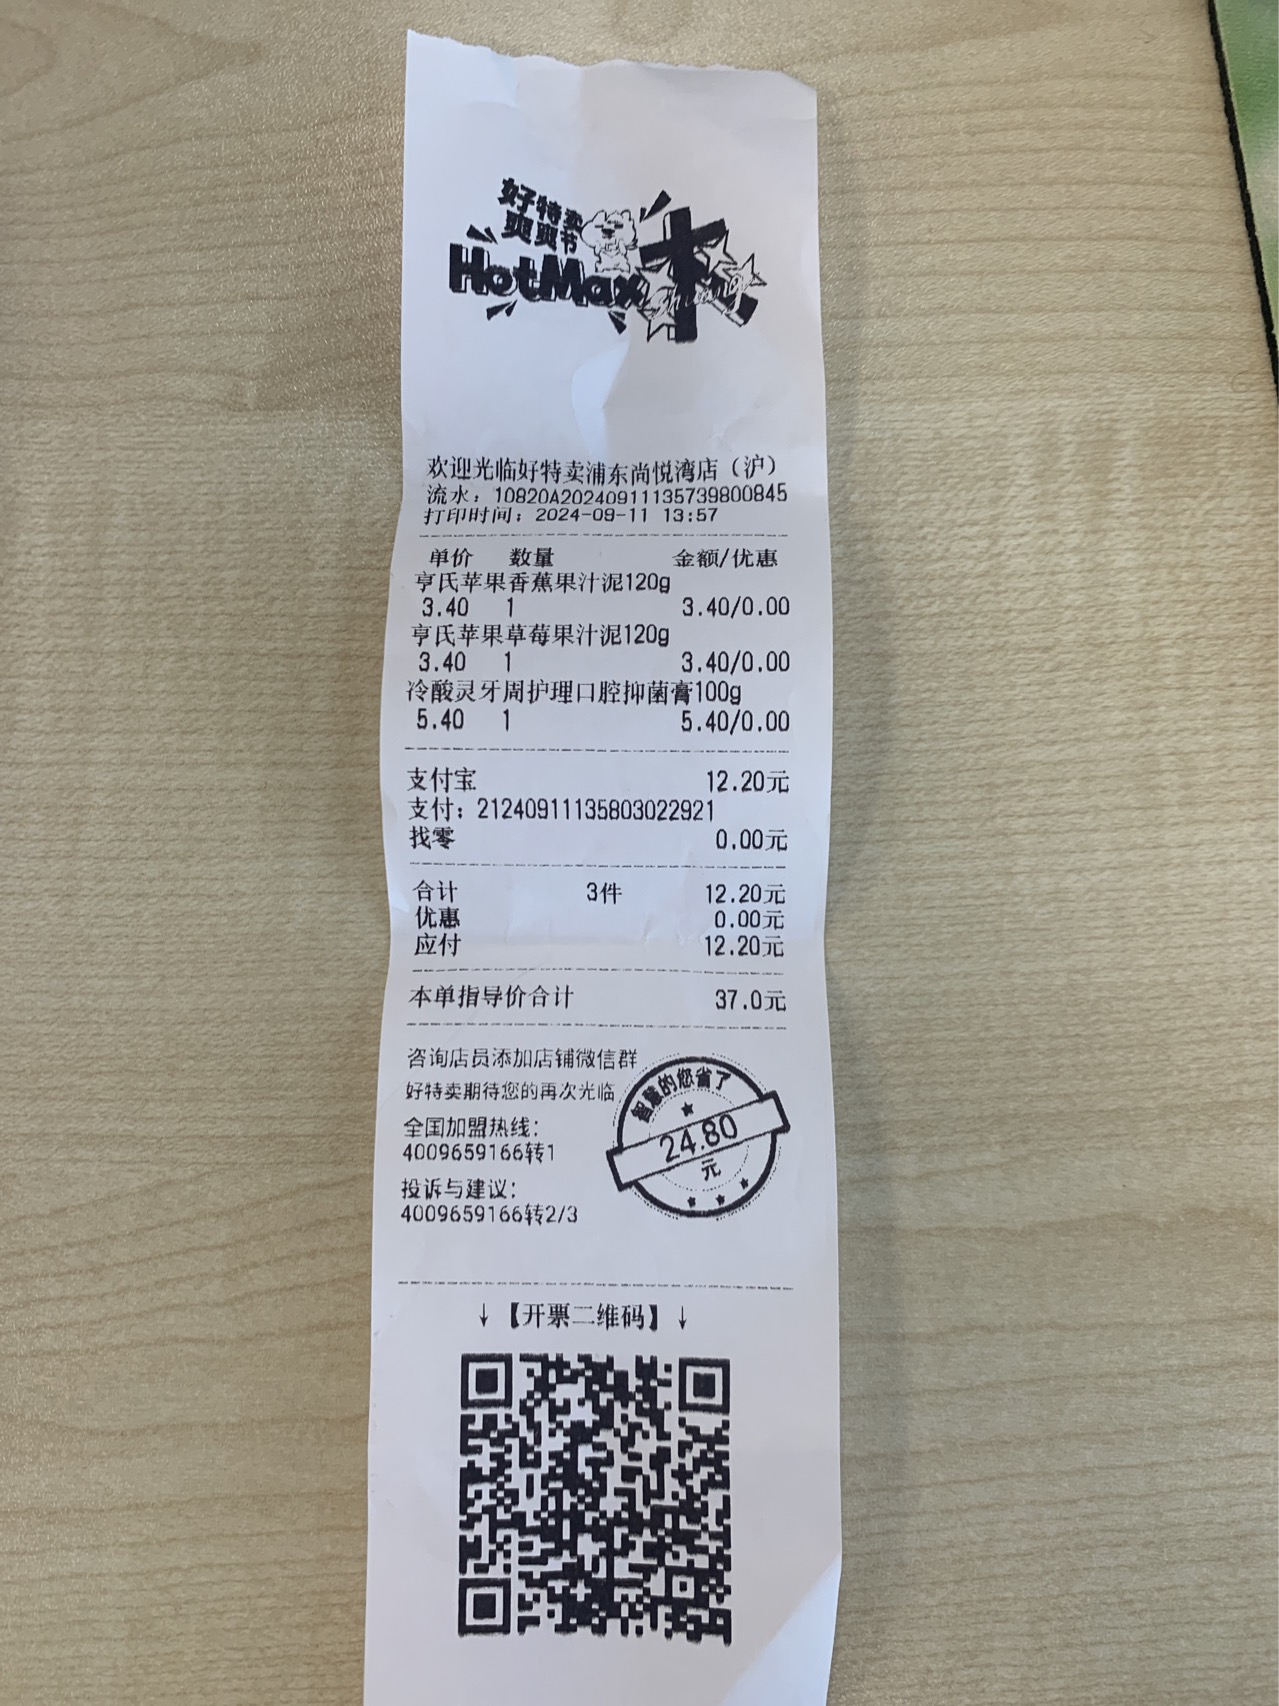 好特卖
爽爽节
HotMax
shuang
欢迎光临好特卖浦东尚悦湾店（沪）
流水：10820A20240911135739800845
打印时间：2024-09-11 13:57
单价 数量 金额/优惠
亨氏苹果香蕉果汁泥120g
3.40 1 3.40/0.00
亨氏苹果草莓果汁泥120g
3.40 1 3.40/0.00
冷酸灵牙周护理口腔抑菌膏100g
5.40 1 5.40/0.00
支付宝 12.20元
支付：21240911135803022921
找零 0.00元
合计 3件 12.20元
优惠 0.00元
应付 12.20元
本单指导价合计 37.0元
咨询店员添加店铺微信群
好特卖期待您的再次光临
全国加盟热线：
4009659166转1
投诉与建议：
4009659166转2/3
智慧的您省了
24.80
元
↓【开票二维码】↓